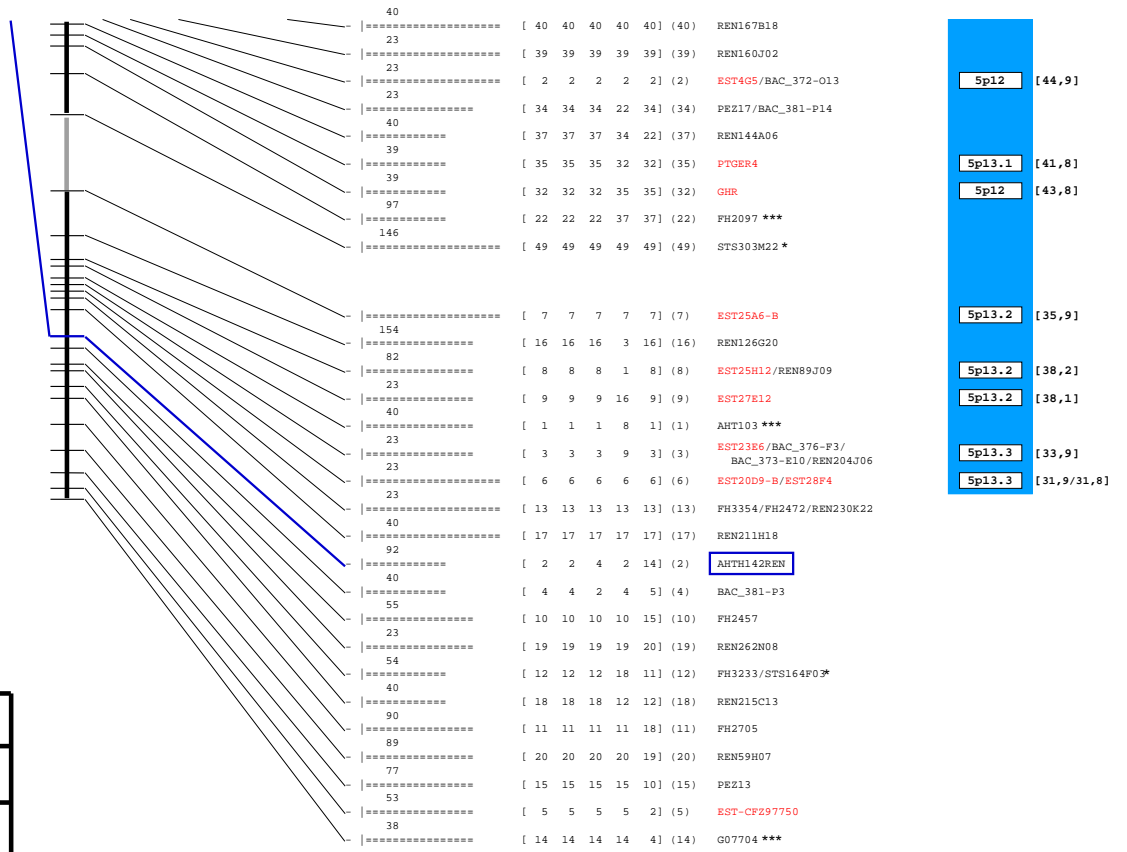 40
- |==================== [ 40 40 40 40 40] (40) REN167B18
23
- |==================== [ 39 39 39 39 39] (39) REN160J02
23
- |==================== [ 2 2 2 2 2] (2) EST4G5/BAC_372-O13 5p12 [44,9]
23
- |================ [ 34 34 34 22 34] (34) PEZ17/BAC_381-P14
40
- |============ [ 37 37 37 34 22] (37) REN144A06
39
- |============ [ 35 35 35 32 32] (35) PTGER4 5p13.1 [41,8]
39
- |============ [ 32 32 32 35 35] (32) GHR 5p12 [43,8]
97
- |============ [ 22 22 22 37 37] (22) FH2097 ***
146
- |==================== [ 49 49 49 49 49] (49) STS303M22 *
- |==================== [ 7 7 7 7 7] (7) EST25A6-B 5p13.2 [35,9]
154
- |================ [ 16 16 16 3 16] (16) REN126G20
82
- |================ [ 8 8 8 1 8] (8) EST25H12/REN89J09 5p13.2 [38,2]
23
- |================ [ 9 9 9 16 9] (9) EST27E12 5p13.2 [38,1]
40
- |================ [ 1 1 1 8 1] (1) AHT103 ***
23
- |================ [ 3 3 3 9 3] (3) EST23E6/BAC_376-F3/ 5p13.3 [33,9]
BAC_373-E10/REN204J06
23
- |==================== [ 6 6 6 6 6] (6) EST20D9-B/EST28F4 5p13.3 [31,9/31,8]
23
- |==================== [ 13 13 13 13 13] (13) FH3354/FH2472/REN230K22
40
- |==================== [ 17 17 17 17 17] (17) REN211H18
92
- |============ [ 2 2 4 2 14] (2) AHTH142REN
40
- |============ [ 4 4 2 4 5] (4) BAC_381-P3
55
- |================ [ 10 10 10 10 15] (10) FH2457
23
- |================ [ 19 19 19 19 20] (19) REN262N08
54
- |============ [ 12 12 12 18 11] (12) FH3233/STS164F03*
40
- |============ [ 18 18 18 12 12] (18) REN215C13
90
- |================ [ 11 11 11 11 18] (11) FH2705
89
- |================ [ 20 20 20 20 19] (20) REN59H07
77
- |================ [ 15 15 15 15 10] (15) PEZ13
53
- |================ [ 5 5 5 5 2] (5) EST-CFZ97750
38
- |================ [ 14 14 14 14 4] (14) G07704 ***